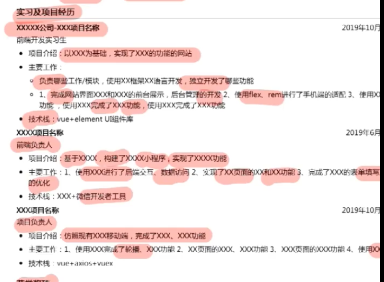 实习及项目经历
XXXXX公司-XXX项目名称 2019年10月
前端开发实习生
项目介绍：以XXX为基础，实现了XXX的功能的网站
主要工作：
负责哪些工作/模块，使用XX框架XX语言开发，独立开发了哪些功能
1、完成网站界面XXX和XXX的前台展示，后台管理的开发 2、使用flex、rem进行了手机端的适配 3、使用XX
功能，使用XXX完成了XXX功能，使用XXX完成了XXX功能
技术栈：vue+element UI组件库
XXXX项目名称 2019年6月
前端负责人
项目介绍：基于XXXX，构建了XXXX小程序，实现了XXXX功能
主要工作：1、使用XXX进行了后端交互、数据访问 2、实现了XX页面的XX和XXX功能 3、完成了XXX的表单填写
的优化
技术栈：XXX+微信开发者工具
XXX项目名称 2019年10月
项目负责人
项目介绍：仿照现有XXX移动端，完成了XXX、XXX功能
主要工作：1、使用XXX完成了轮播、XXX功能 2、XX页面的XXX、XXX功能 3、XXX页面的XXX功能 4、使用XX
技术栈：vue+axios+vuex